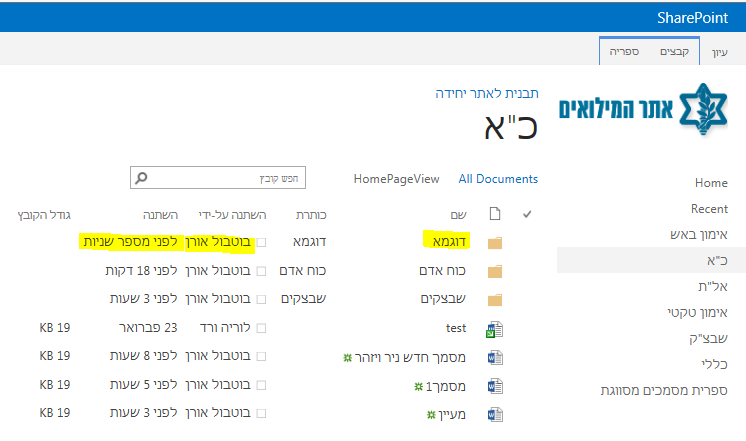 SharePoint
עיון קבצים ספריה
אתר המילואים
תבנית לאתר יחידה
כ"א
All Documents HomePageView חפש קובץ
שם כותרת השתנה על-ידי השתנה גודל הקובץ
דוגמא דוגמא בוטבול אורן לפני מספר שניות
כוח אדם כוח אדם בוטבול אורן לפני 18 דקות
שבצקים שבצקים בוטבול אורן לפני 3 שעות
test לוריה ורד 23 פברואר 19 KB
מסמך חדש ניר ויזהר בוטבול אורן לפני 8 שעות 19 KB
מסמך1 בוטבול אורן לפני 5 שעות 19 KB
מעיין בוטבול אורן לפני 3 שעות 19 KB
Home
Recent
אימון באש
כ"א
אל"ת
אימון טקטי
שבצ"ק
כללי
ספרית מסמכים מסווגת